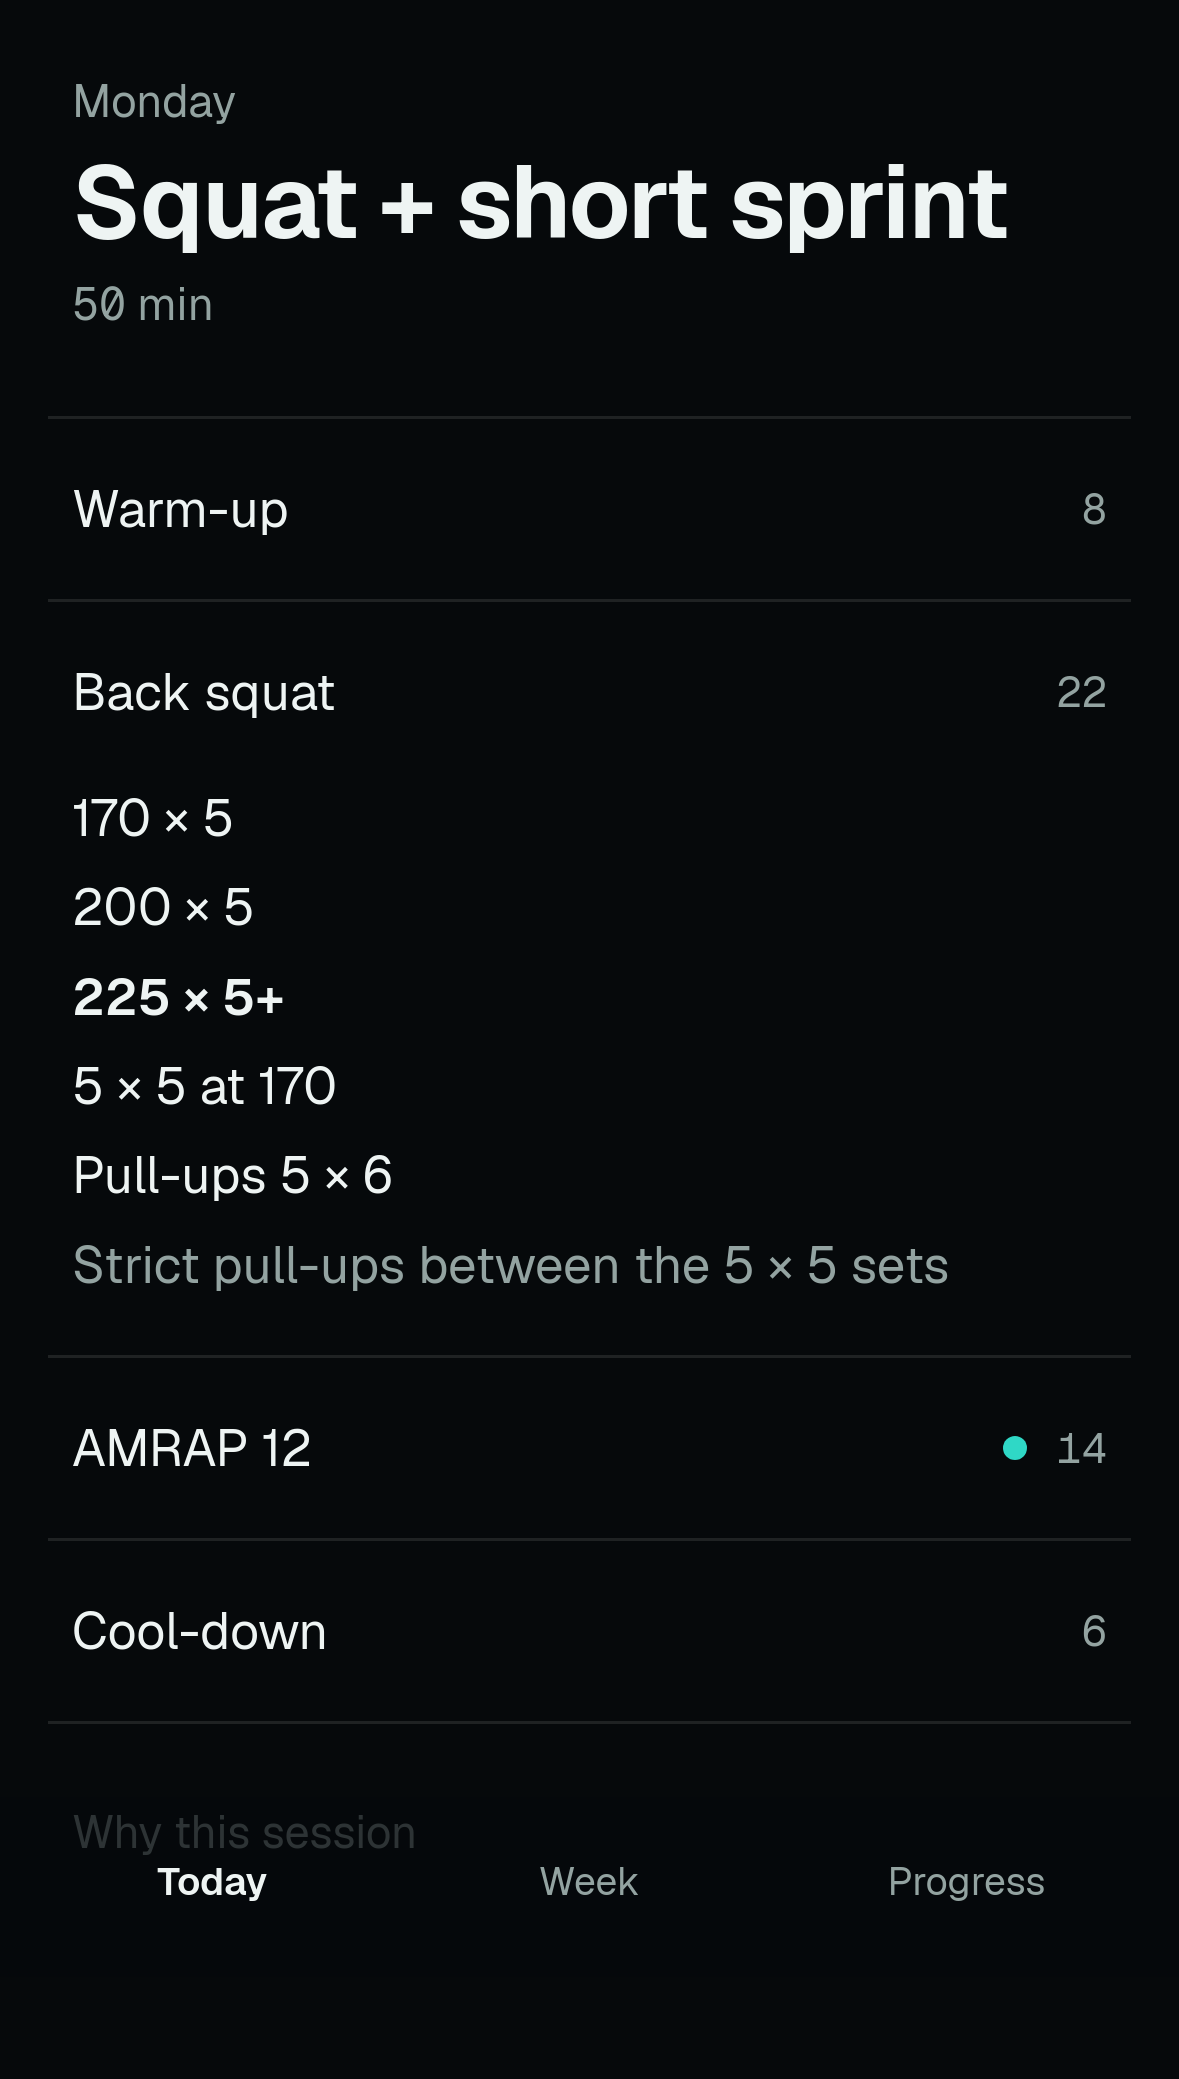 Monday
Squat + short sprint
50 min
Warm-up 8
Back squat 22
170 × 5
200 × 5
225 × 5+
5 × 5 at 170
Pull-ups 5 × 6
Strict pull-ups between the 5 × 5 sets
AMRAP 12 14
Cool-down 6
Why this session
Today Week Progress